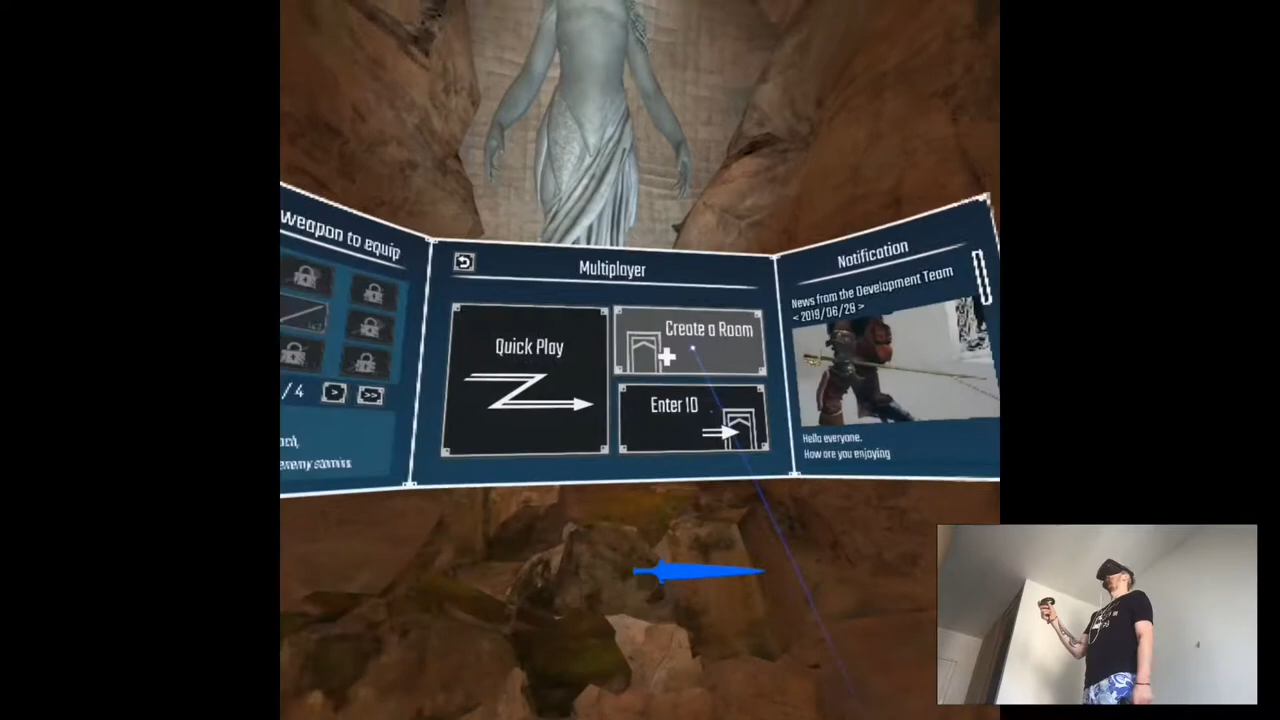 Weapon to equip
/ 4 > >>
Multiplayer
Quick Play
Create a Room
Enter ID
Notification
News from the Development Team
< 2019/06/28 >
Hello everyone.
How are you enjoying